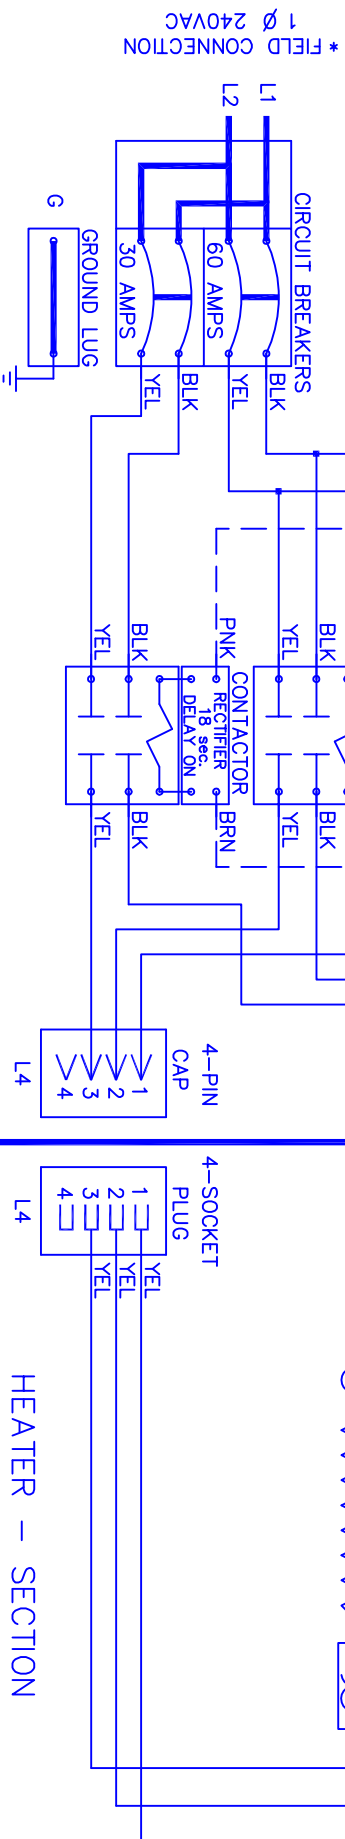 * FIELD CONNECTION
1 Ø 240VAC
L1
L2
CIRCUIT BREAKERS
60 AMPS
30 AMPS
G
GROUND LUG
BLK
YEL
BLK
YEL
PNK
BLK
YEL
BLK
YEL
CONTACTOR
RECTIFIER
18 sec.
DELAY ON
BRN
BLK
YEL
BLK
YEL
4-PIN
CAP
1
2
3
4
L4
4-SOCKET
PLUG
1
2
3
4
L4
YEL
YEL
YEL
HEATER - SECTION